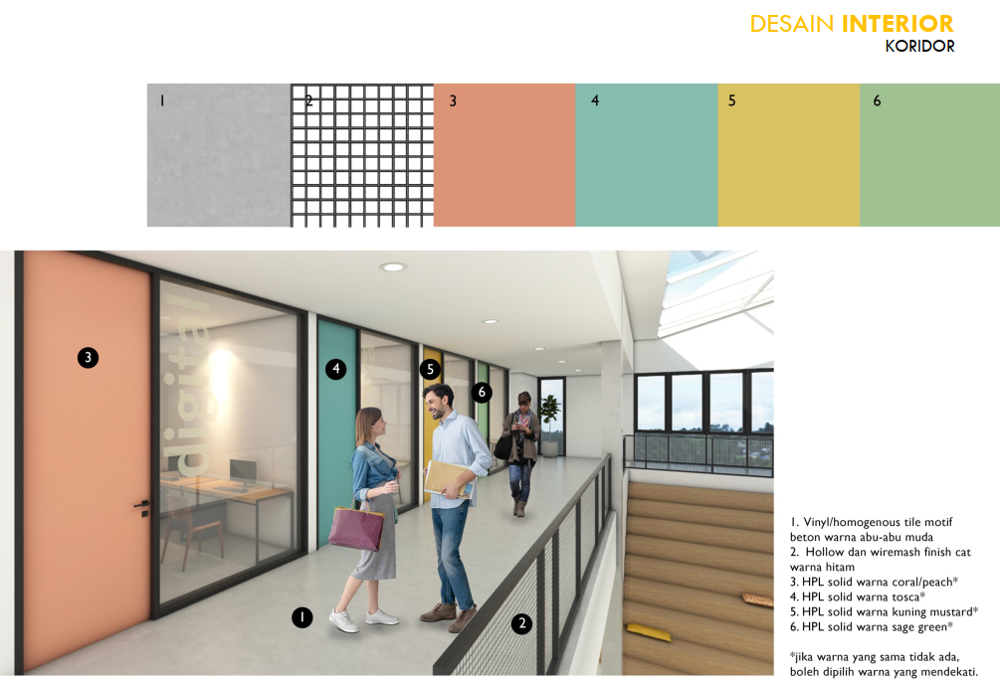 DESAIN INTERIOR
KORIDOR
1
2
3
4
5
6
digital
3
4
5
6
1
2
1. Vinyl/homogenous tile motif
beton warna abu-abu muda
2. Hollow dan wiremash finish cat
warna hitam
3. HPL solid warna coral/peach*
4. HPL solid warna tosca*
5. HPL solid warna kuning mustard*
6. HPL solid warna sage green*
*jika warna yang sama tidak ada,
boleh dipilih warna yang mendekati.